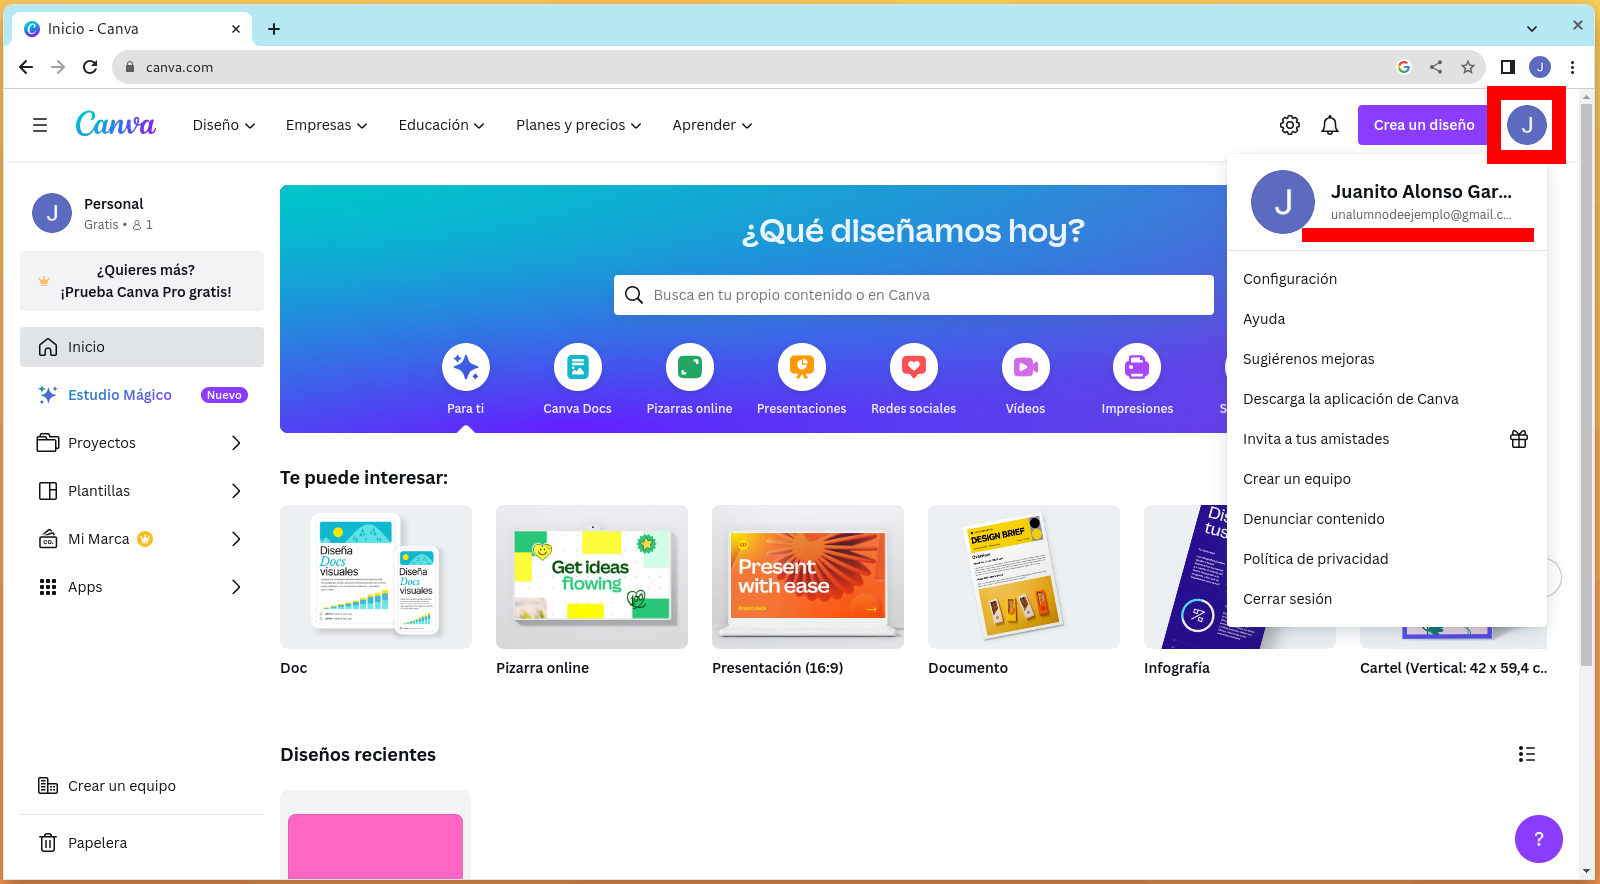 Inicio - Canva
canva.com
J
Canva
Diseño
Empresas
Educación
Planes y precios
Aprender
Crea un diseño
J
J
Personal
Gratis • 1
¿Quieres más?
¡Prueba Canva Pro gratis!
Inicio
Estudio Mágico
Nuevo
Proyectos
Plantillas
Mi Marca
Apps
Crear un equipo
Papelera
¿Qué diseñamos hoy?
Busca en tu propio contenido o en Canva
Para ti
Canva Docs
Pizarras online
Presentaciones
Redes sociales
Vídeos
Impresiones
J
Juanito Alonso Gar...
unalumnodeejemplo@gmail.c...
Configuración
Ayuda
Sugiérenos mejoras
Descarga la aplicación de Canva
Invita a tus amistades
Crear un equipo
Denunciar contenido
Política de privacidad
Cerrar sesión
Te puede interesar:
Diseña
Docs
visuales
Diseña
Docs
visuales
Get ideas
flowing
Present
with ease
Brand deck
DESIGN BRIEF
Overview
Doc
Pizarra online
Presentación (16:9)
Documento
Infografía
Cartel (Vertical: 42 x 59,4 c...
Diseños recientes
?